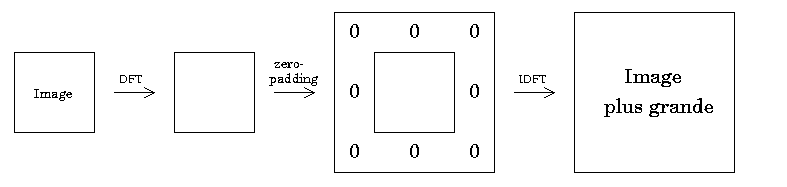 Image
DFT
zero-
padding
0 0 0
0 0
0 0 0
IDFT
Image
plus grande